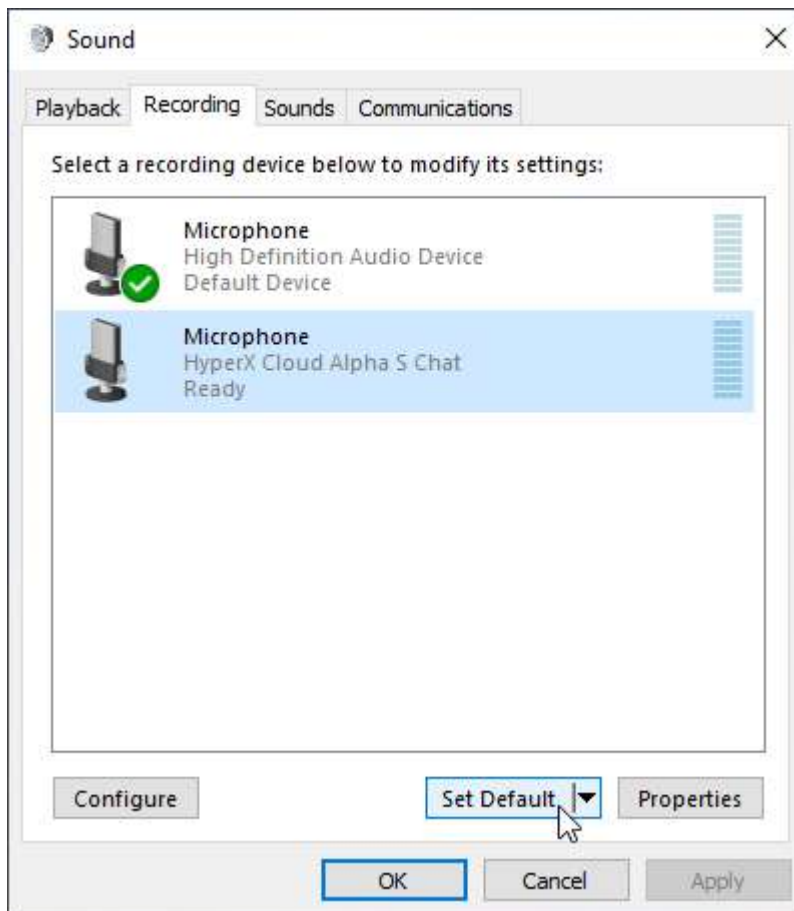 Sound
Playback Recording Sounds Communications
Select a recording device below to modify its settings:
Microphone
High Definition Audio Device
Default Device
Microphone
HyperX Cloud Alpha S Chat
Ready
Configure Set Default Properties
OK Cancel Apply